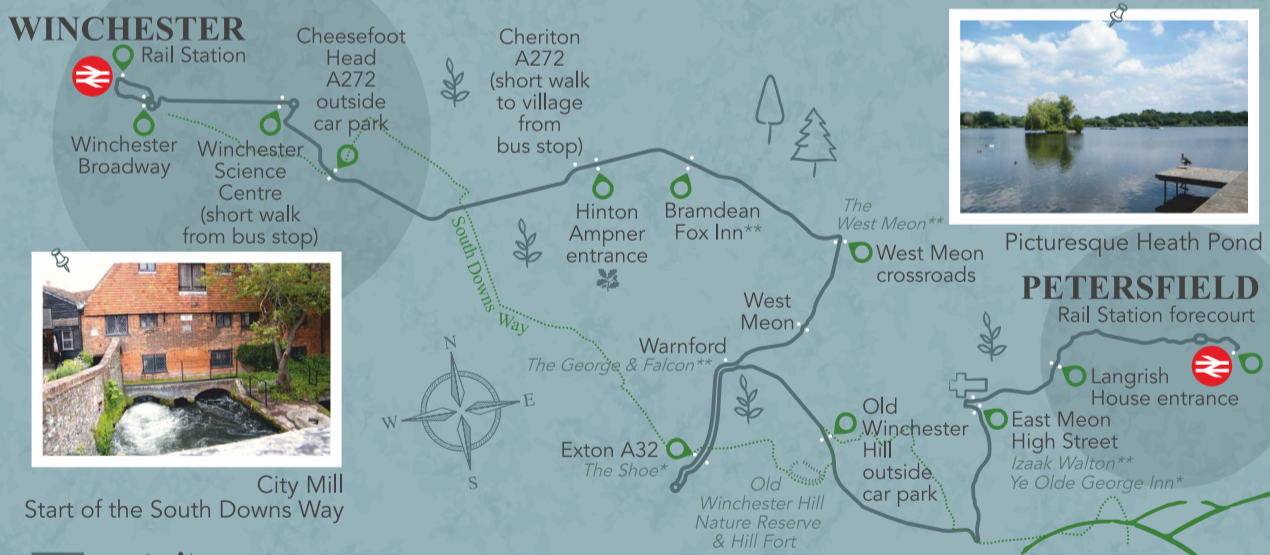 WINCHESTER
Rail Station
Winchester
Broadway
Winchester
Science
Centre
(short walk
from bus stop)
Cheesefoot
Head
A272
outside
car park
Cheriton
A272
(short walk
to village
from
bus stop)
Hinton
Ampner
entrance
Bramdean
Fox Inn**
The
West Meon**
West Meon
crossroads
Picturesque Heath Pond
PETERSFIELD
Rail Station forecourt
Langrish
House entrance
West
Meon
Warnford
The George & Falcon**
South Downs Way
N
W
E
S
Exton A32
The Shoe*
Old
Winchester
Hill
outside
car park
Old
Winchester Hill
Nature Reserve
& Hill Fort
East Meon
High Street
Izaak Walton**
Ye Olde George Inn*
City Mill
Start of the South Downs Way